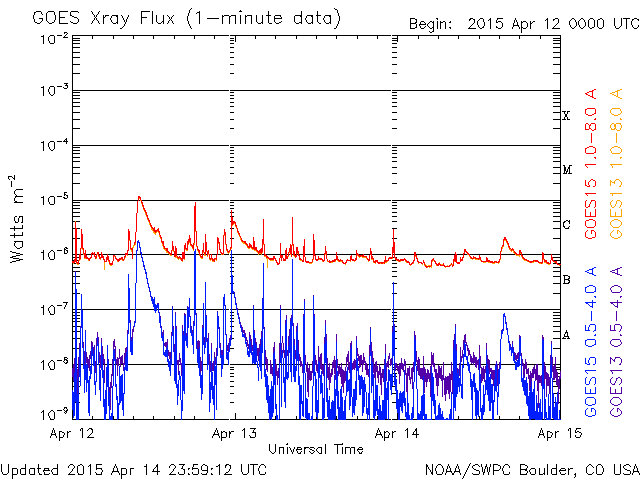 GOES Xray Flux (1-minute data)
Begin: 2015 Apr 12 0000 UTC
10-2
10-3
10-4
10-5
10-6
10-7
10-8
10-9
Watts m-2
X
M
C
B
A
GOES15 1.0-8.0 A
GOES13 1.0-8.0 A
GOES15 0.5-4.0 A
GOES13 0.5-4.0 A
Apr 12
Apr 13
Apr 14
Apr 15
Universal Time
Updated 2015 Apr 14 23:59:12 UTC
NOAA/SWPC Boulder, CO USA